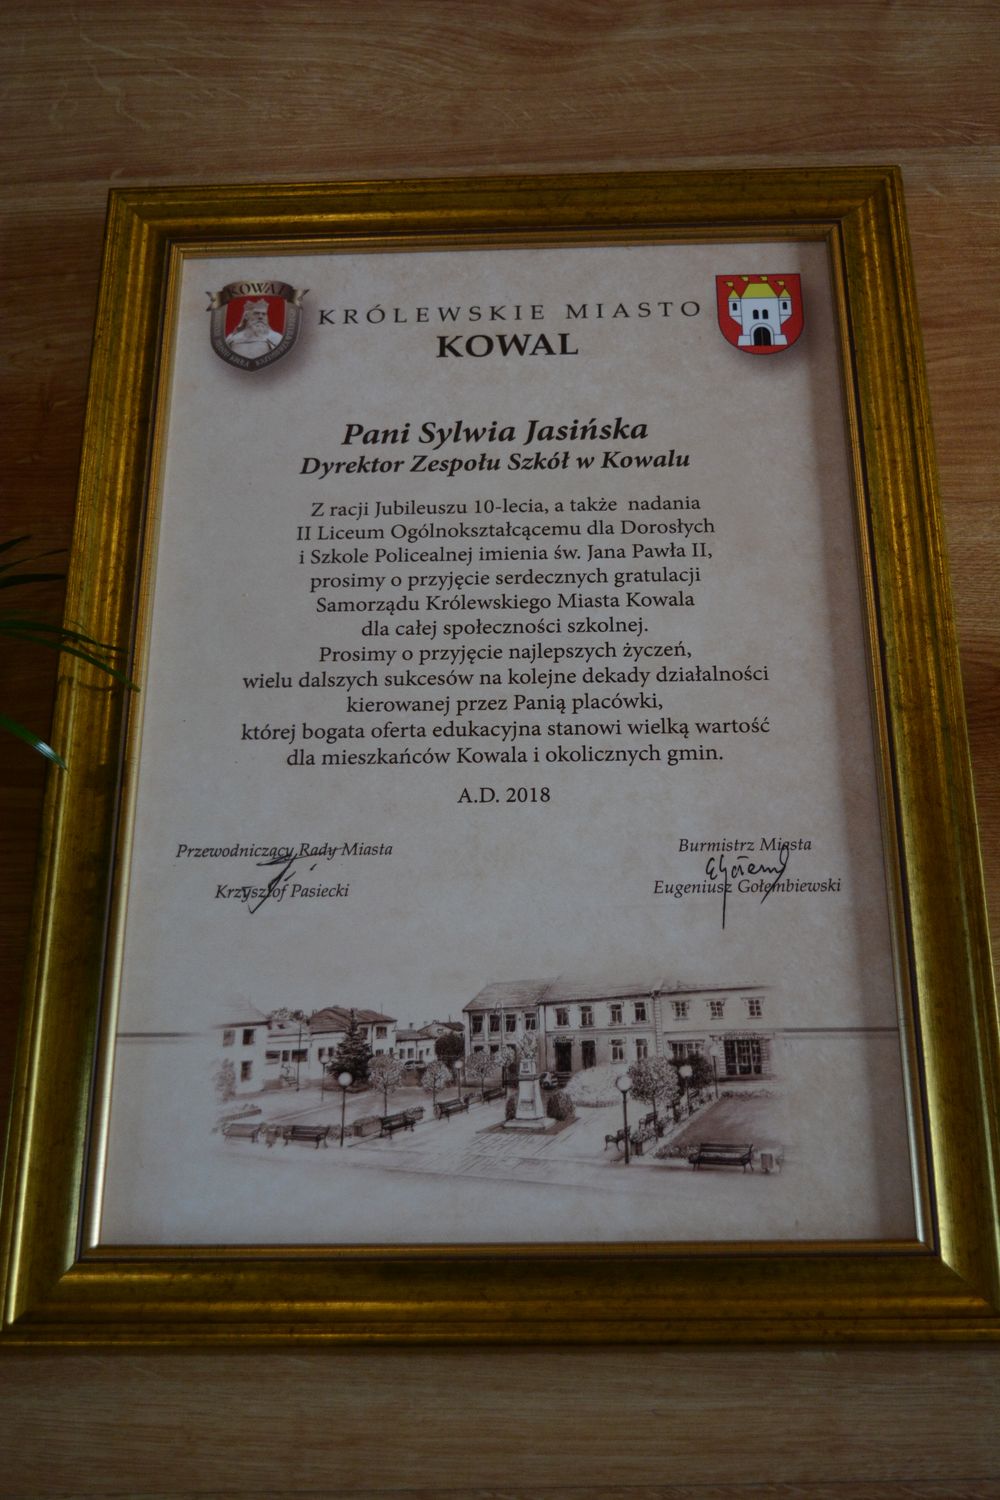 KOWAL
KRÓLEWSKIE MIASTO
KOWAL
Pani Sylwia Jasińska
Dyrektor Zespołu Szkół w Kowalu
Z racji Jubileuszu 10-lecia, a także nadania
II Liceum Ogólnokształcącemu dla Dorosłych
i Szkole Policealnej imienia św. Jana Pawła II,
prosimy o przyjęcie serdecznych gratulacji
Samorządu Królewskiego Miasta Kowala
dla całej społeczności szkolnej.
Prosimy o przyjęcie najlepszych życzeń,
wielu dalszych sukcesów na kolejne dekady działalności
kierowanej przez Panią placówki,
której bogata oferta edukacyjna stanowi wielką wartość
dla mieszkańców Kowala i okolicznych gmin.
A.D. 2018
Przewodniczący Rady Miasta
Krzysztof Pasiecki
Burmistrz Miasta
Eugeniusz Gołembiewski